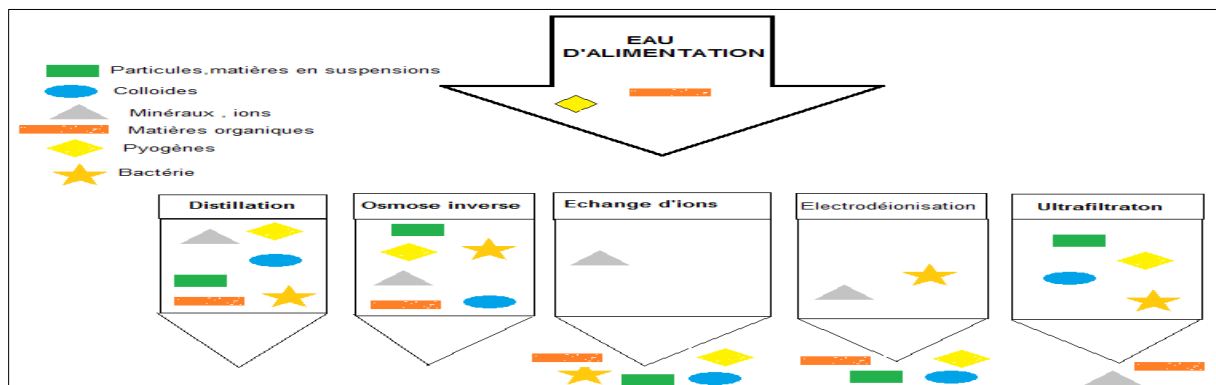 EAU
D'ALIMENTATION
Particules,matières en suspensions
Colloides
Minéraux , ions
Matières organiques
Pyogènes
Bactérie
Distillation
Osmose inverse
Echange d'ions
Electrodéionisation
Ultrafiltraton